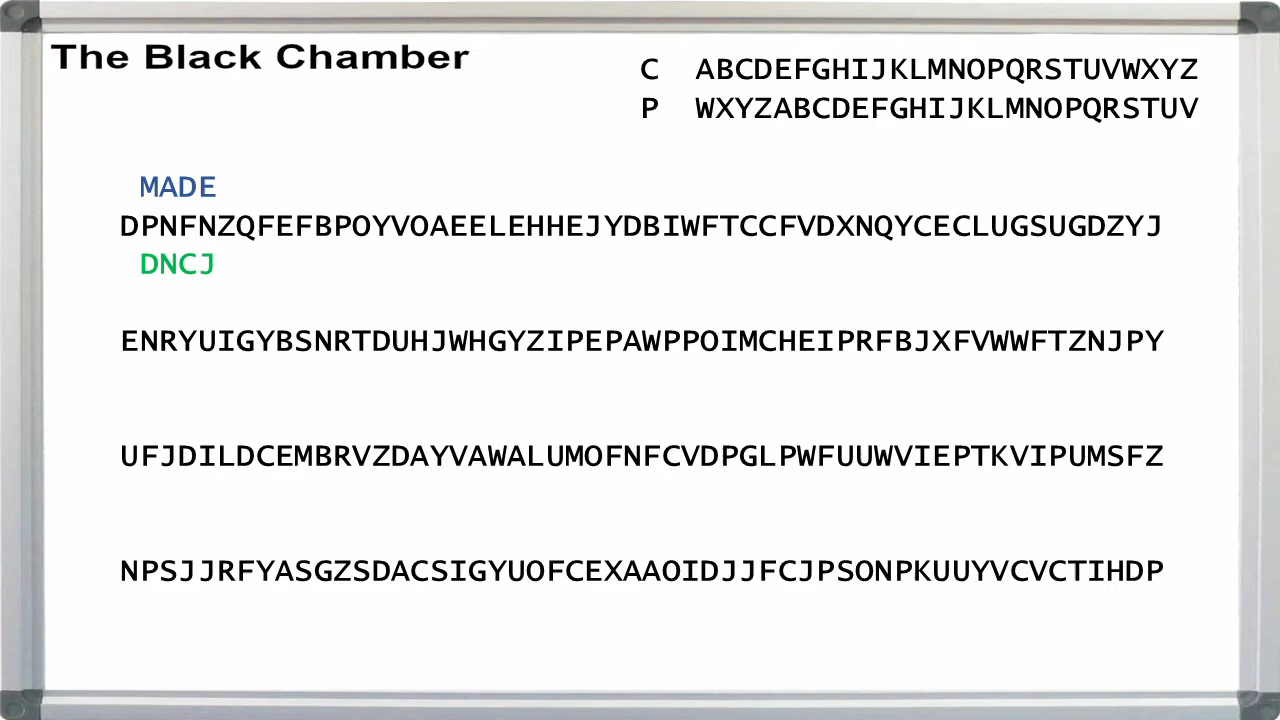 The Black Chamber
C ABCDEFGHIJKLMNOPQRSTUVWXYZ
P WXYZABCDEFGHIJKLMNOPQRSTUV
MADE
DPNFNZQFEFBPOYVOAEELEHHEJYDBIWFTCCFVDXNQYCECLUGSUGDZYJ
DNCJ
ENRYUIGYBSNRTDUHJWHGYZIPEPAWPPOIMCHEIPRFBJXFVWWFTZNJPY
UFJDILDCEMBRVZDAYVAWALUMOFNFCVDPGLPWFUUWVIEPTKVIPUMSFZ
NPSJJRFYASGZSDACSIGYUOFCEXAAOIDJJFCJPSONPKUUYVCVCTIHDP